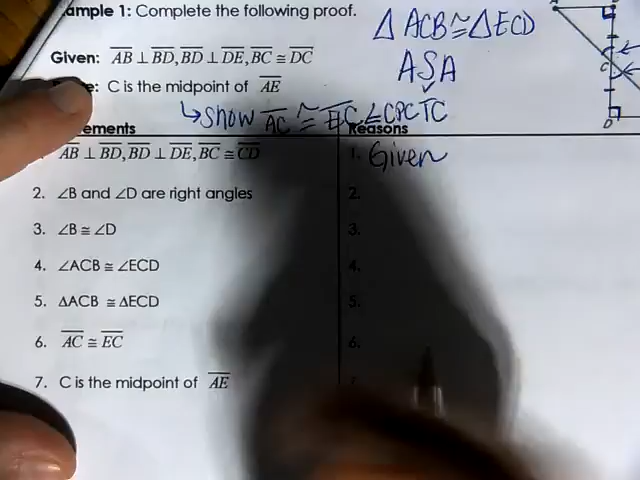 ample 1: Complete the following proof.
△ ACB ≅ △ ECD
Given: AB ⊥ BD, BD ⊥ DE, BC ≅ DC
ASA
e: C is the midpoint of AE
↳ show AC ≅ EC ∠ CPCTC
ements
Reasons
AB ⊥ BD, BD ⊥ DE, BC ≅ CD
1. Given
2. ∠B and ∠D are right angles
2.
3. ∠B ≅ ∠D
3.
4. ∠ACB ≅ ∠ECD
4.
5. ΔACB ≅ ΔECD
5.
6. AC ≅ EC
6.
7. C is the midpoint of AE
C
D